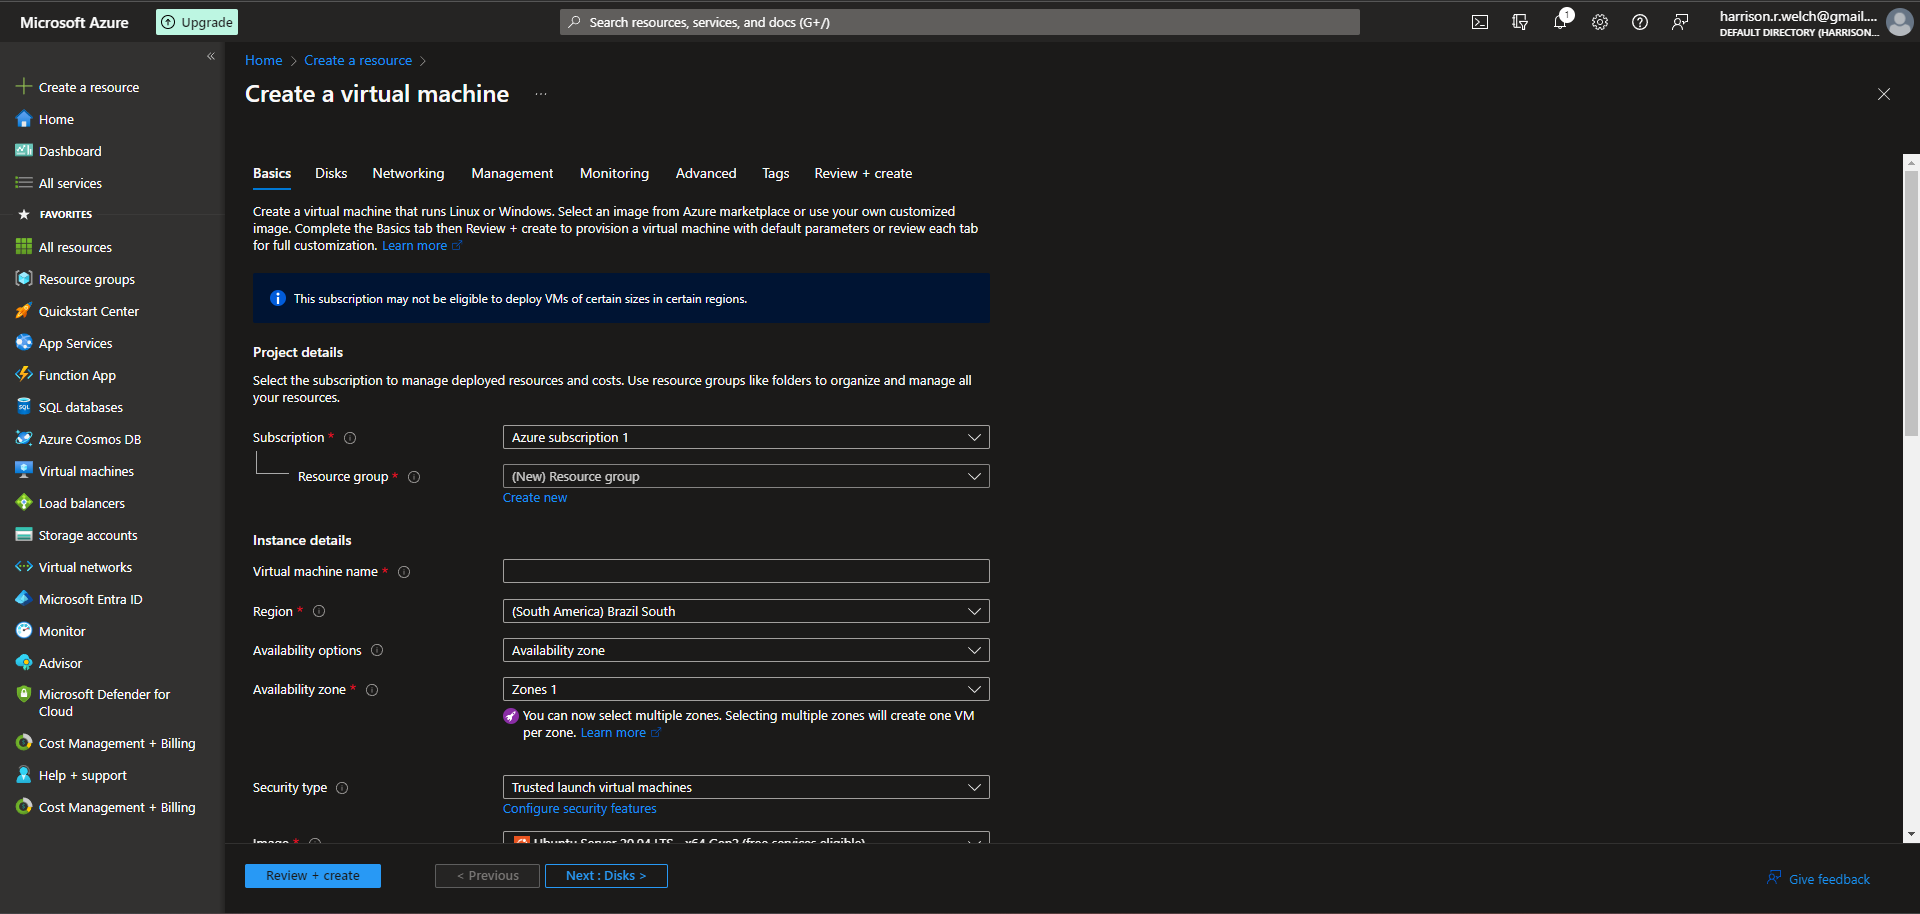 Microsoft Azure
Upgrade
Search resources, services, and docs (G+/)
1
harrison.r.welch@gmail....
DEFAULT DIRECTORY (HARRISON...
«
Create a resource
Home
Dashboard
All services
FAVORITES
All resources
Resource groups
Quickstart Center
App Services
Function App
SQL databases
Azure Cosmos DB
Virtual machines
Load balancers
Storage accounts
Virtual networks
Microsoft Entra ID
Monitor
Advisor
Microsoft Defender for
Cloud
Cost Management + Billing
Help + support
Cost Management + Billing
Home > Create a resource >
Create a virtual machine ...
Basics Disks Networking Management Monitoring Advanced Tags Review + create
Create a virtual machine that runs Linux or Windows. Select an image from Azure marketplace or use your own customized
image. Complete the Basics tab then Review + create to provision a virtual machine with default parameters or review each tab
for full customization. Learn more
This subscription may not be eligible to deploy VMs of certain sizes in certain regions.
Project details
Select the subscription to manage deployed resources and costs. Use resource groups like folders to organize and manage all
your resources.
Subscription * Azure subscription 1
Resource group * (New) Resource group
Create new
Instance details
Virtual machine name *
Region * (South America) Brazil South
Availability options Availability zone
Availability zone * Zones 1
You can now select multiple zones. Selecting multiple zones will create one VM
per zone. Learn more
Security type Trusted launch virtual machines
Configure security features
Image * Ubuntu Server 20.04 LTS - x64 Gen2 (free services eligible)
Review + create < Previous Next : Disks >
Give feedback